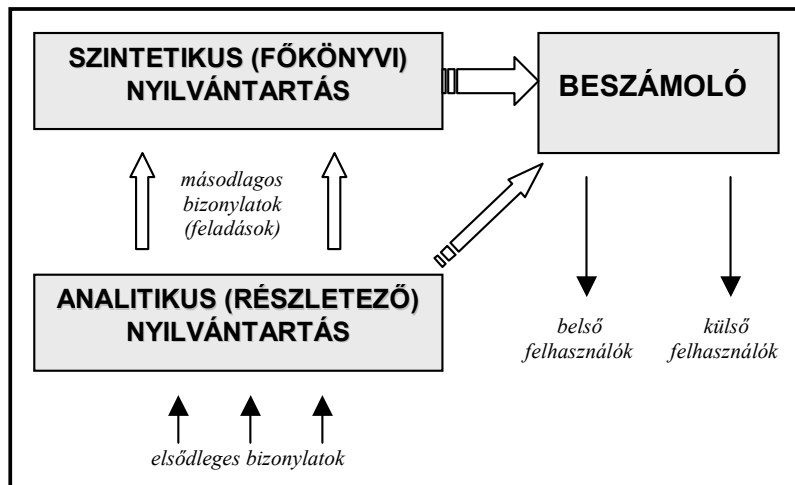 SZINTETIKUS (FŐKÖNYVI)
NYILVÁNTARTÁS
BESZÁMOLÓ
másodlagos
bizonylatok
(feladások)
ANALITIKUS (RÉSZLETEZŐ)
NYILVÁNTARTÁS
belső
felhasználók
külső
felhasználók
elsődleges bizonylatok